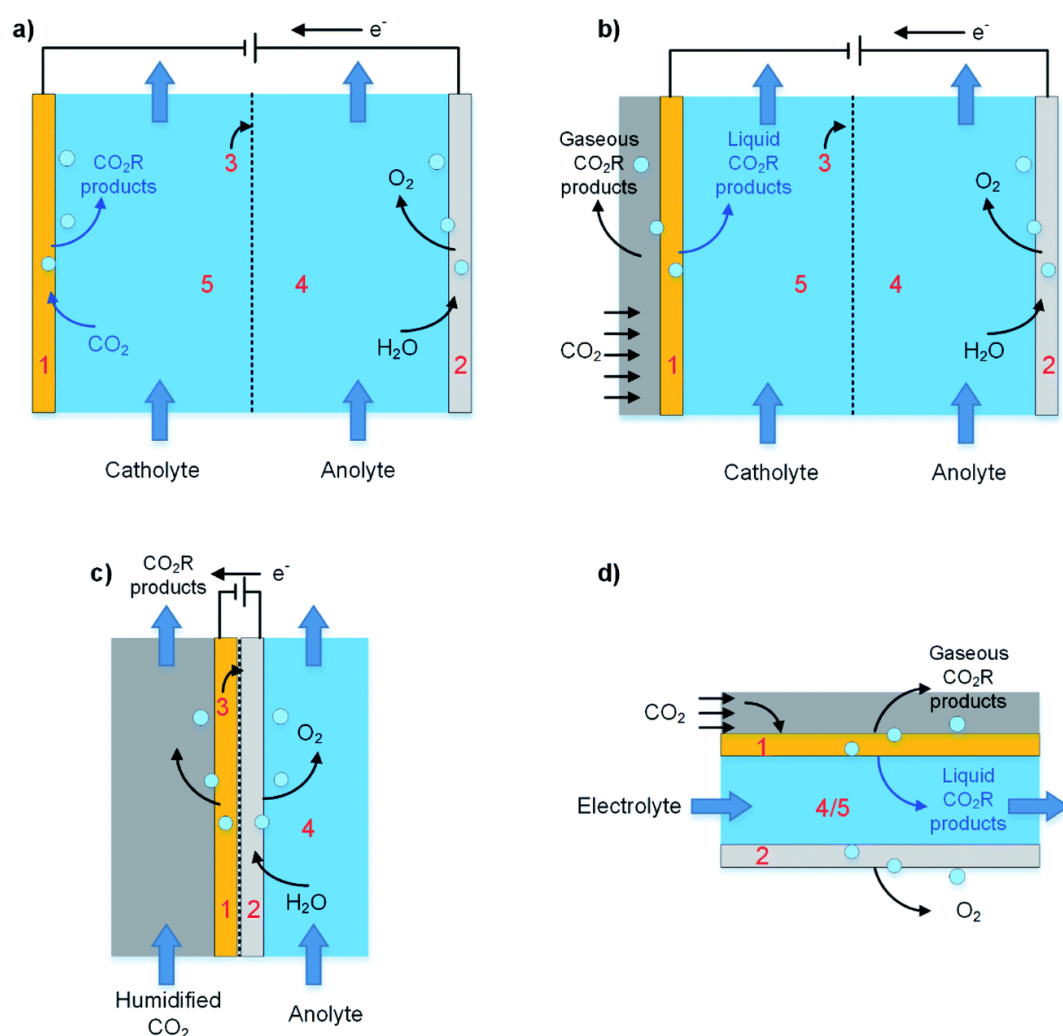 a)
e⁻
CO₂R
products
3
O₂
5
4
CO₂
H₂O
1
2
Catholyte
Anolyte
b)
e⁻
Gaseous
CO₂R
products
Liquid
CO₂R
products
3
O₂
5
4
CO₂
H₂O
1
2
Catholyte
Anolyte
c)
CO₂R
products
e⁻
3
O₂
4
1
2
H₂O
Humidified
CO₂
Anolyte
d)
Gaseous
CO₂R
products
CO₂
1
Electrolyte
4/5
Liquid
CO₂R
products
2
O₂